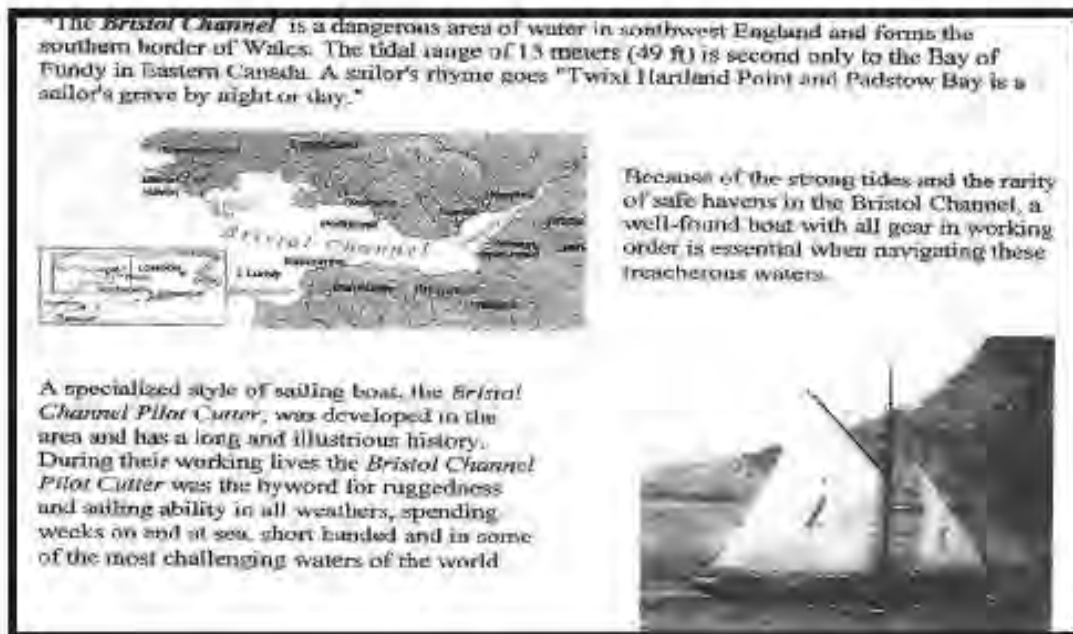 "The Bristol Channel is a dangerous area of water in southwest England and forms the
southern border of Wales. The tidal range of 15 meters (49 ft) is second only to the Bay of
Fundy in Eastern Canada. A sailor's rhyme goes "Twixt Hartland Point and Padstow Bay is a
sailor's grave by night or day."
Bristol Channel
LONDON
I. Lundy
Because of the strong tides and the rarity
of safe havens in the Bristol Channel, a
well-found boat with all gear in working
order is essential when navigating these
treacherous waters.
A specialized style of sailing boat, the Bristol
Channel Pilot Cutter, was developed in the
area and has a long and illustrious history.
During their working lives the Bristol Channel
Pilot Cutter was the byword for ruggedness
and sailing ability in all weathers, spending
weeks on end at sea, short handed and in some
of the most challenging waters of the world